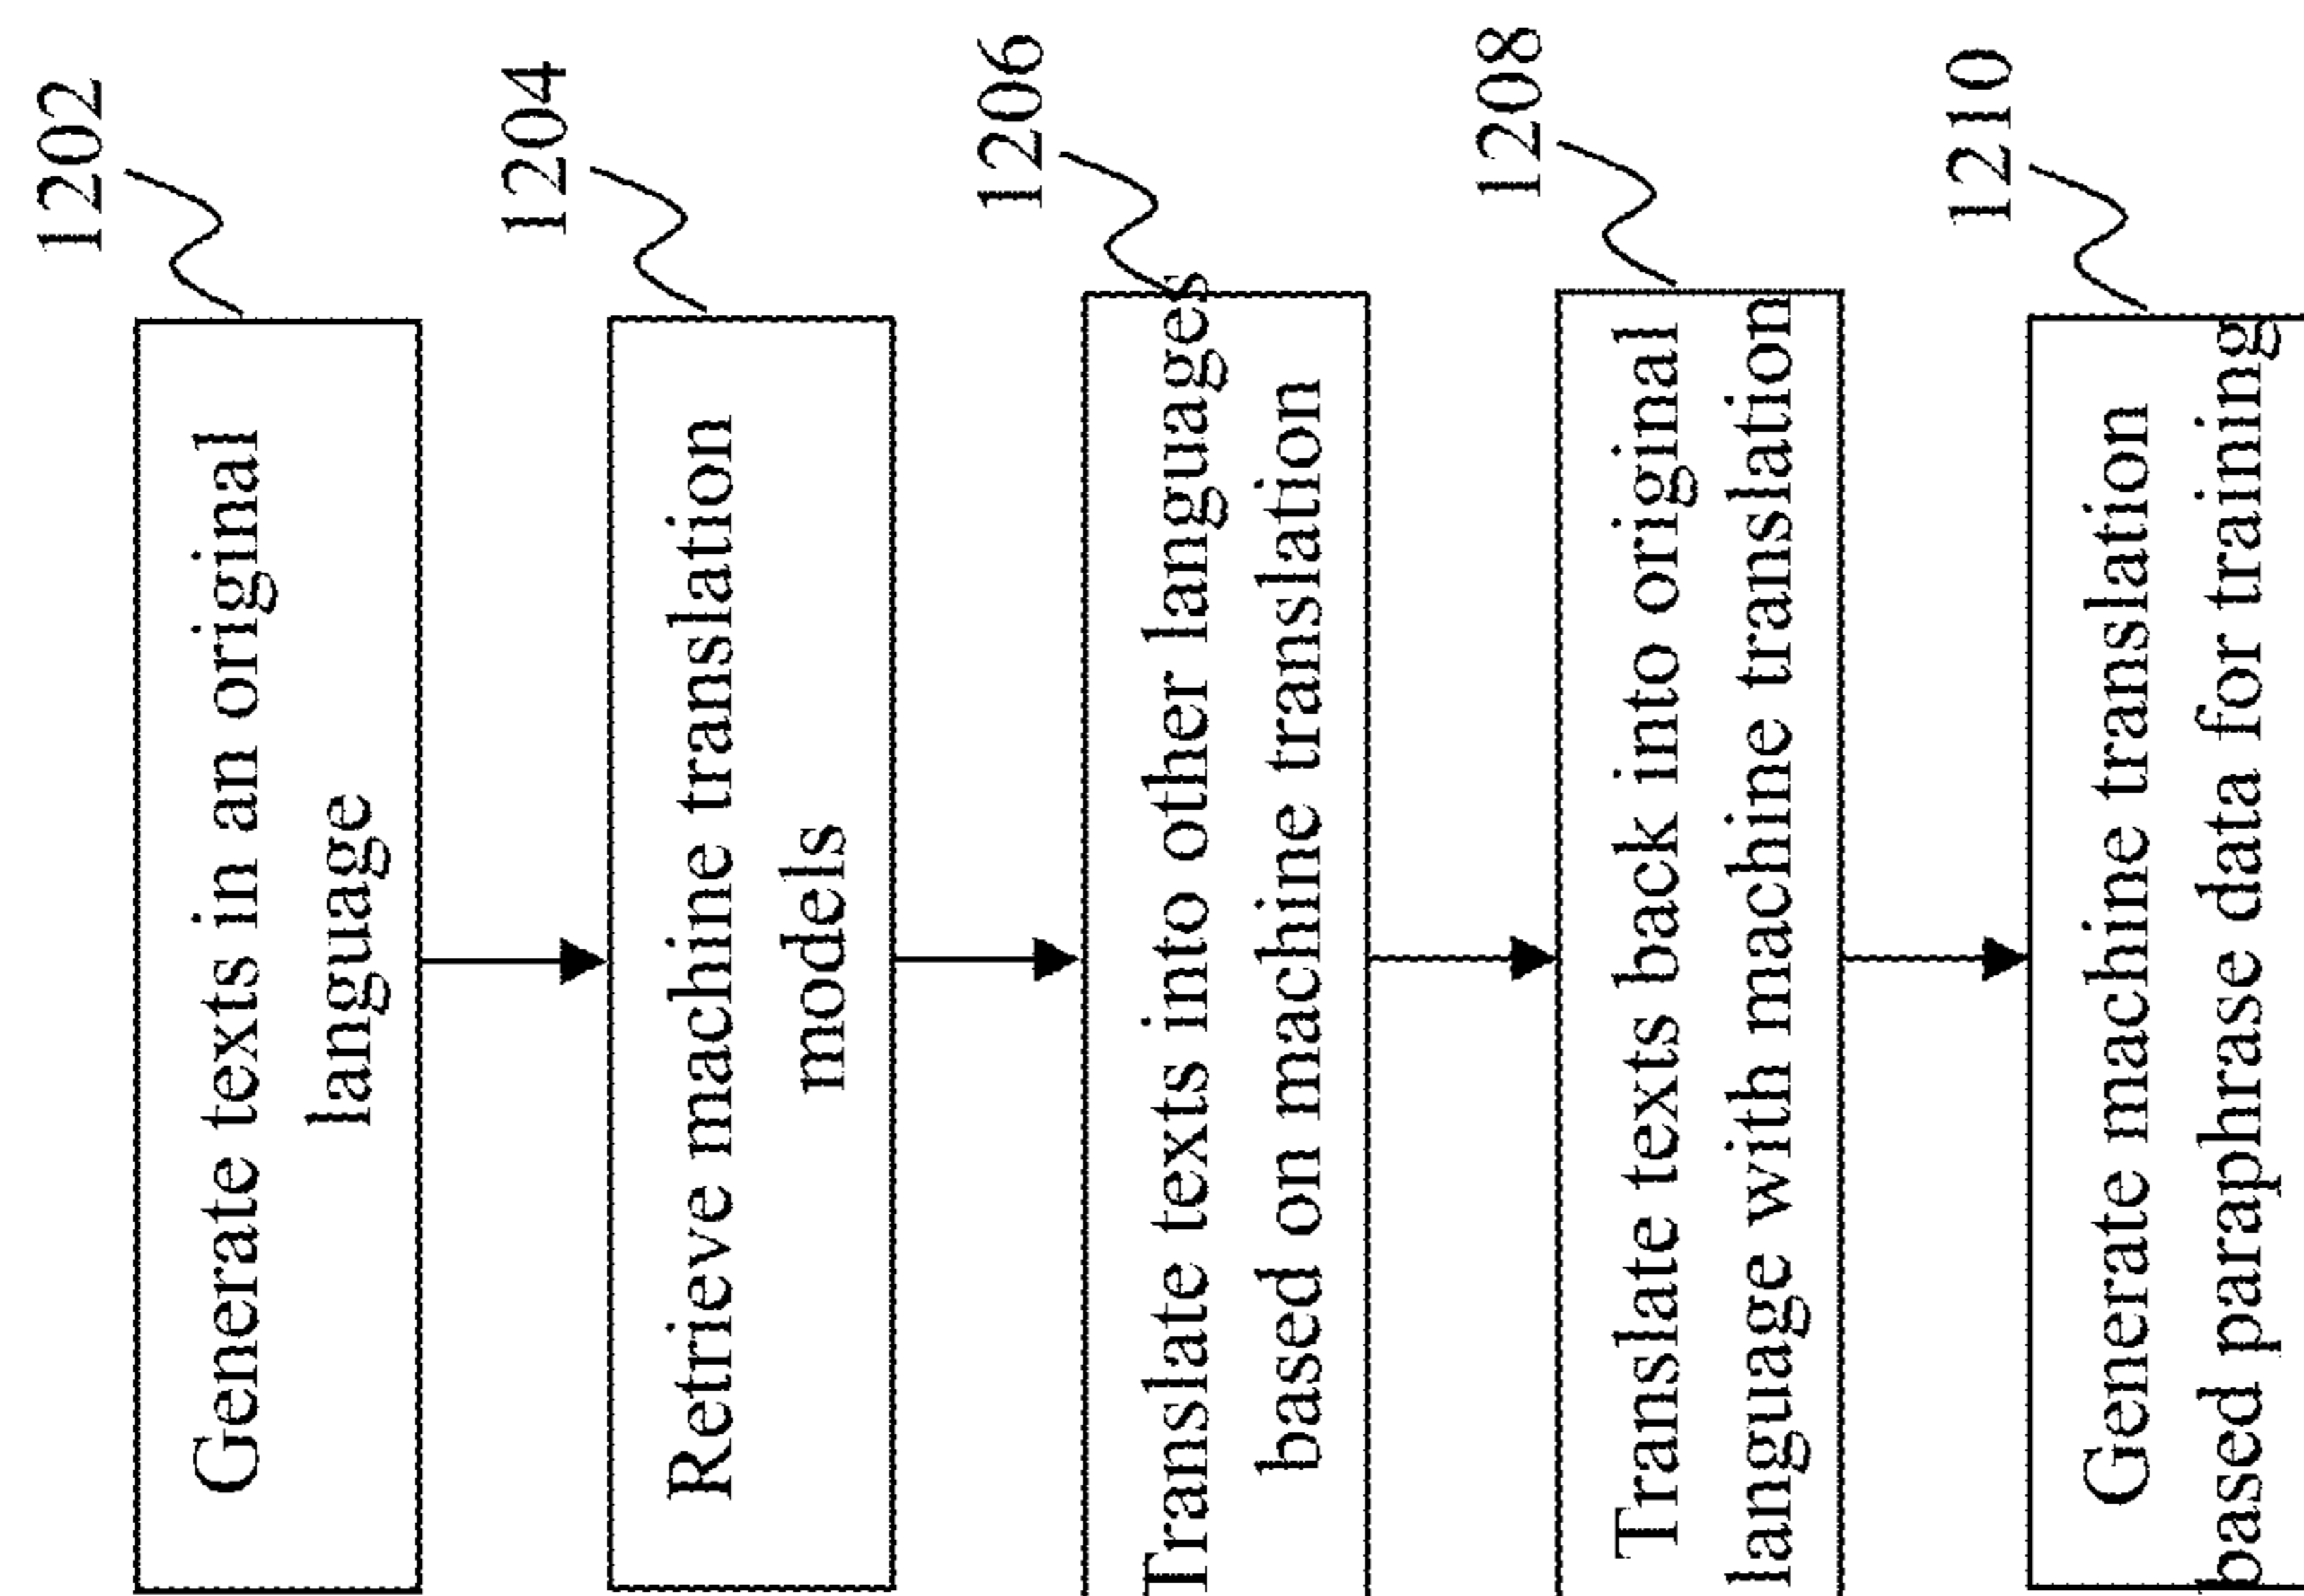 1202
Generate texts in an original
language
1204
Retrieve machine translation
models
1206
Translate texts into other languages
based on machine translation
1208
Translate texts back into original
language with machine translation
1210
Generate machine translation
based paraphrase data for training